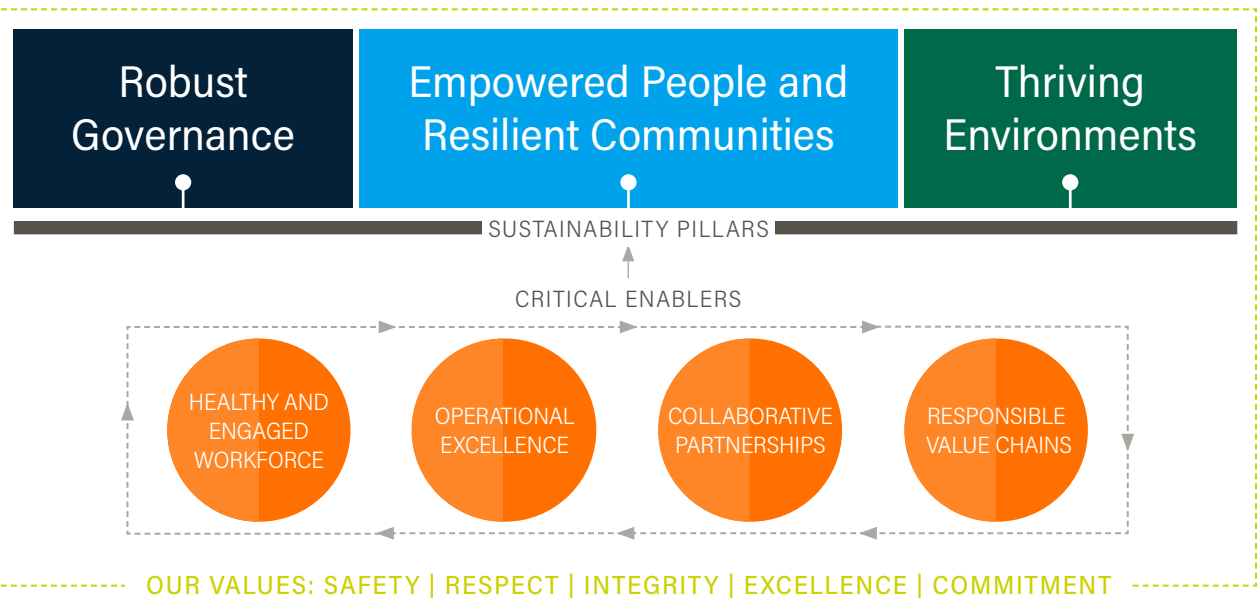 Robust
Governance
Empowered People and
Resilient Communities
Thriving
Environments
SUSTAINABILITY PILLARS
CRITICAL ENABLERS
HEALTHY AND
ENGAGED
WORKFORCE
OPERATIONAL
EXCELLENCE
COLLABORATIVE
PARTNERSHIPS
RESPONSIBLE
VALUE CHAINS
OUR VALUES: SAFETY | RESPECT | INTEGRITY | EXCELLENCE | COMMITMENT